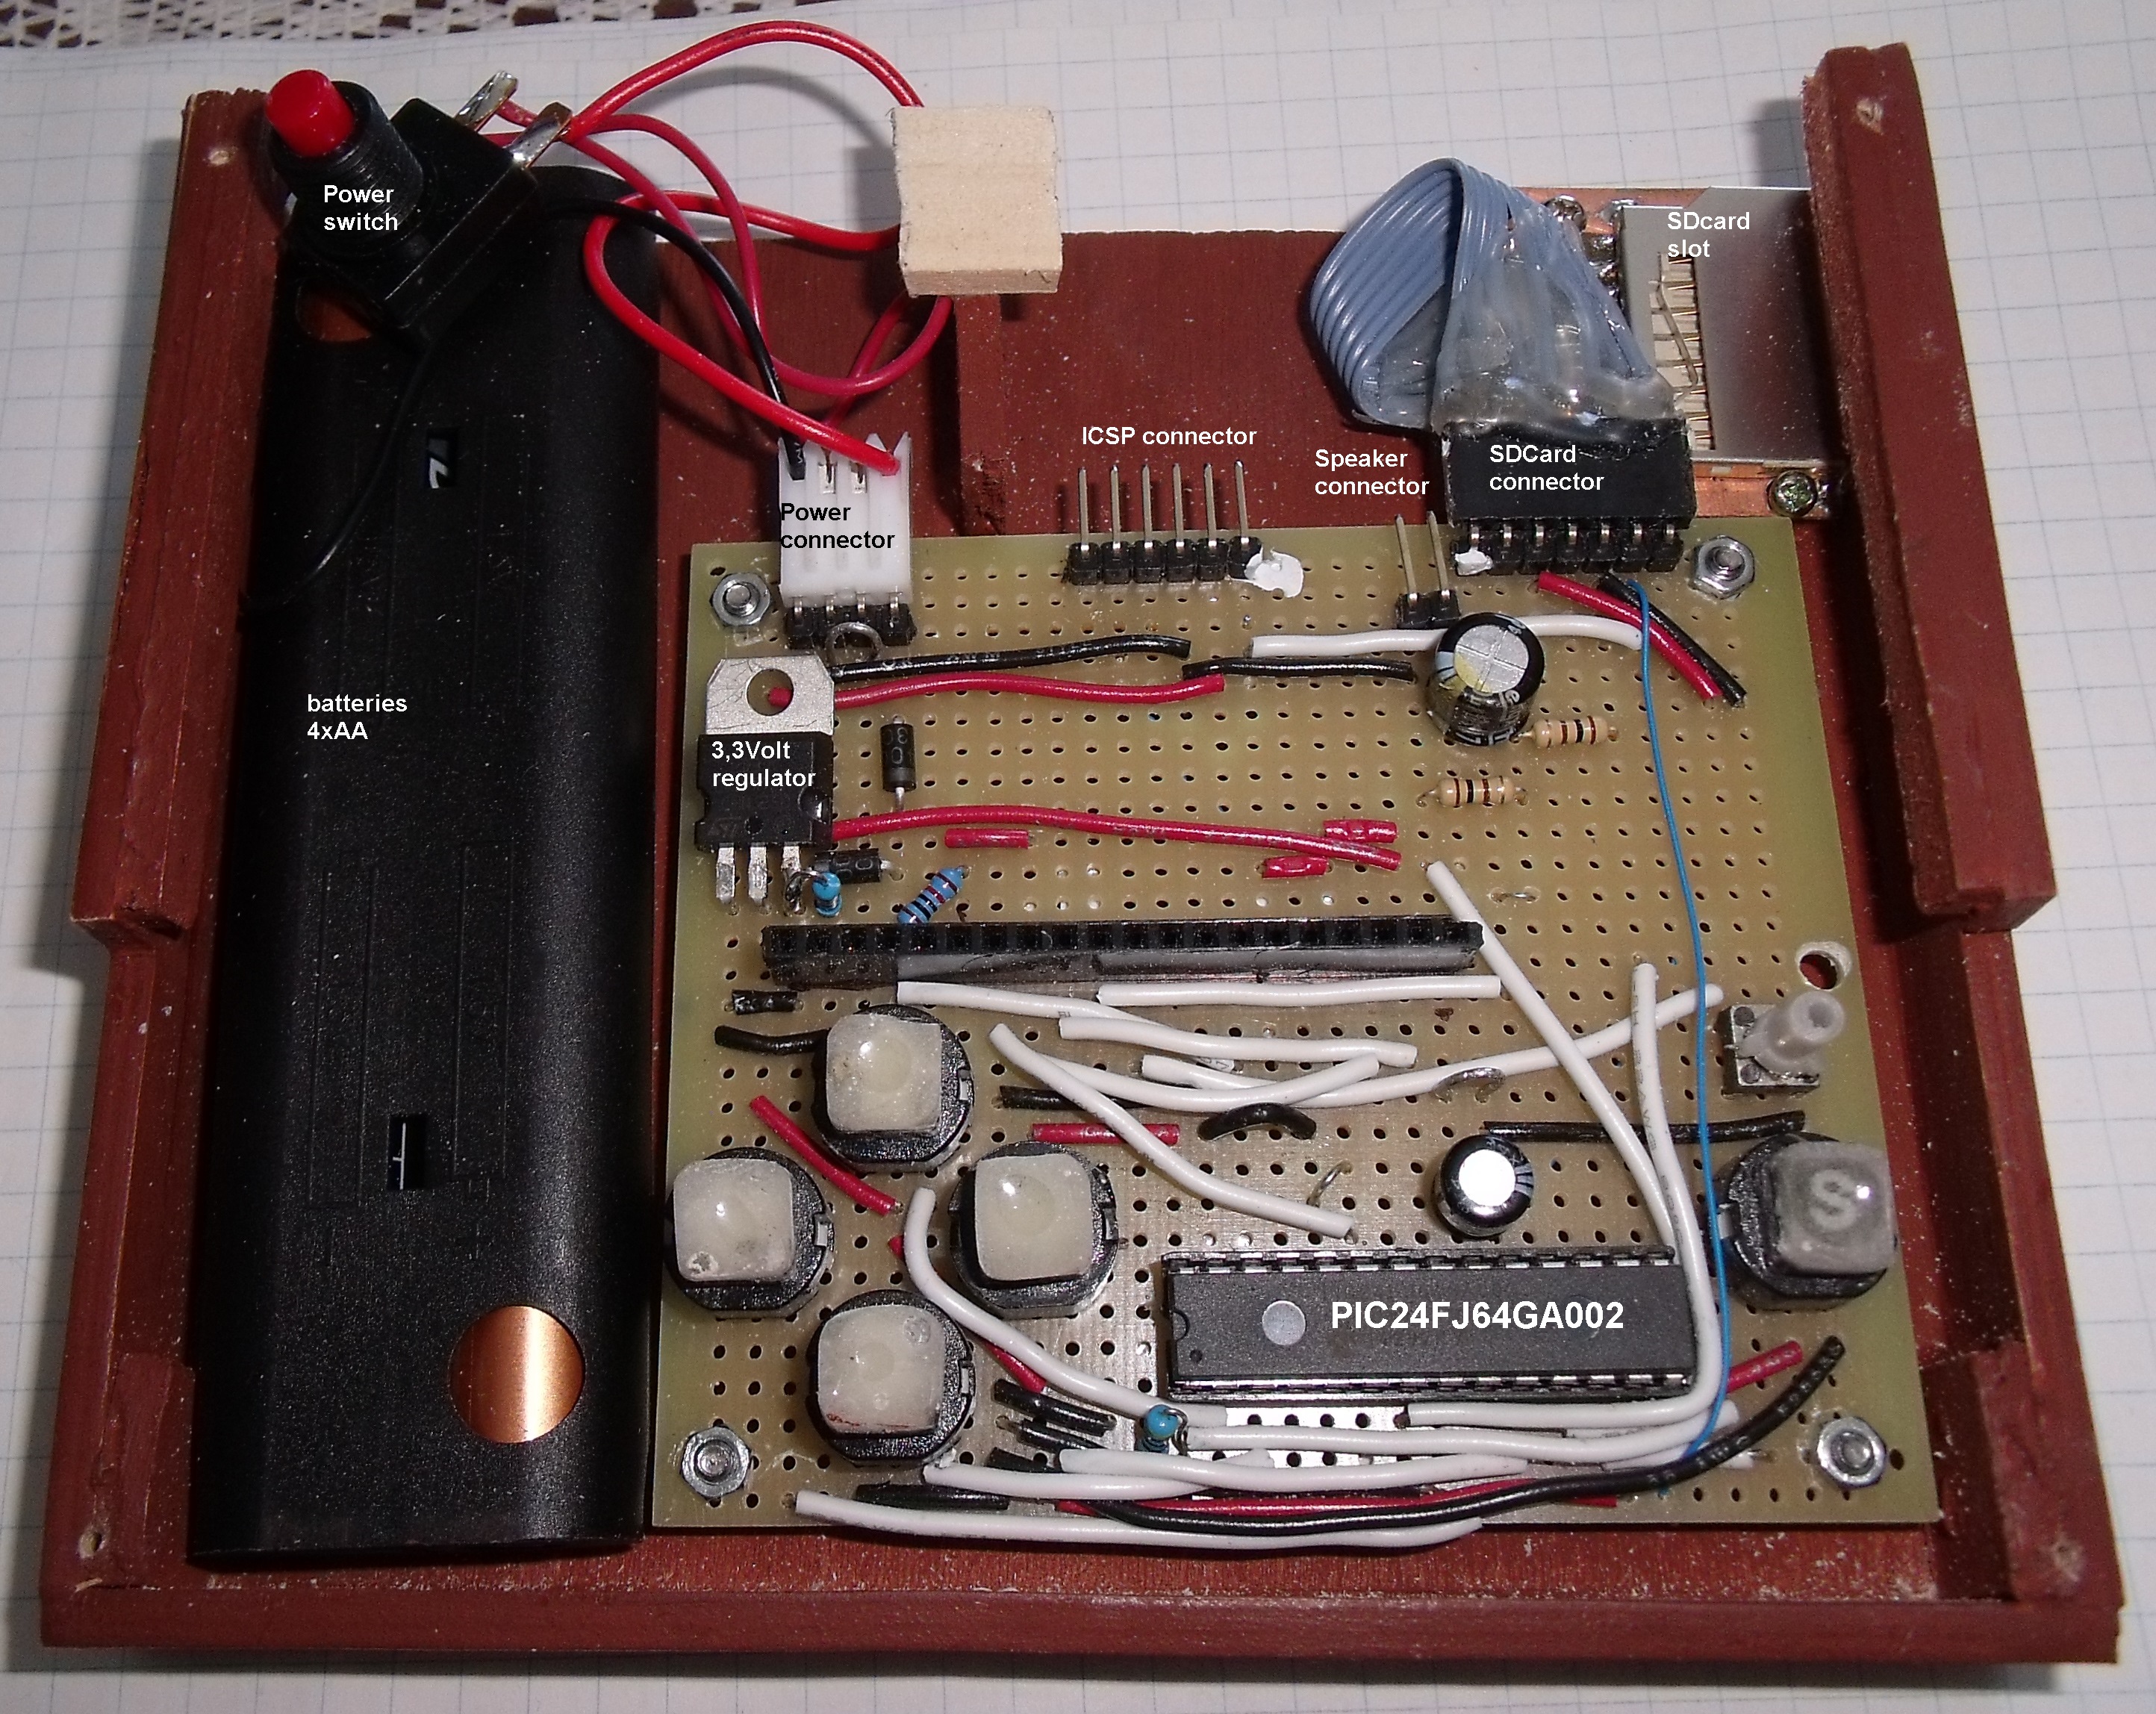 Power
switch
SDcard
slot
ICSP connector
Speaker
connector
SDCard
connector
Power
connector
batteries
4xAA
3,3Volt
regulator
S
PIC24FJ64GA002